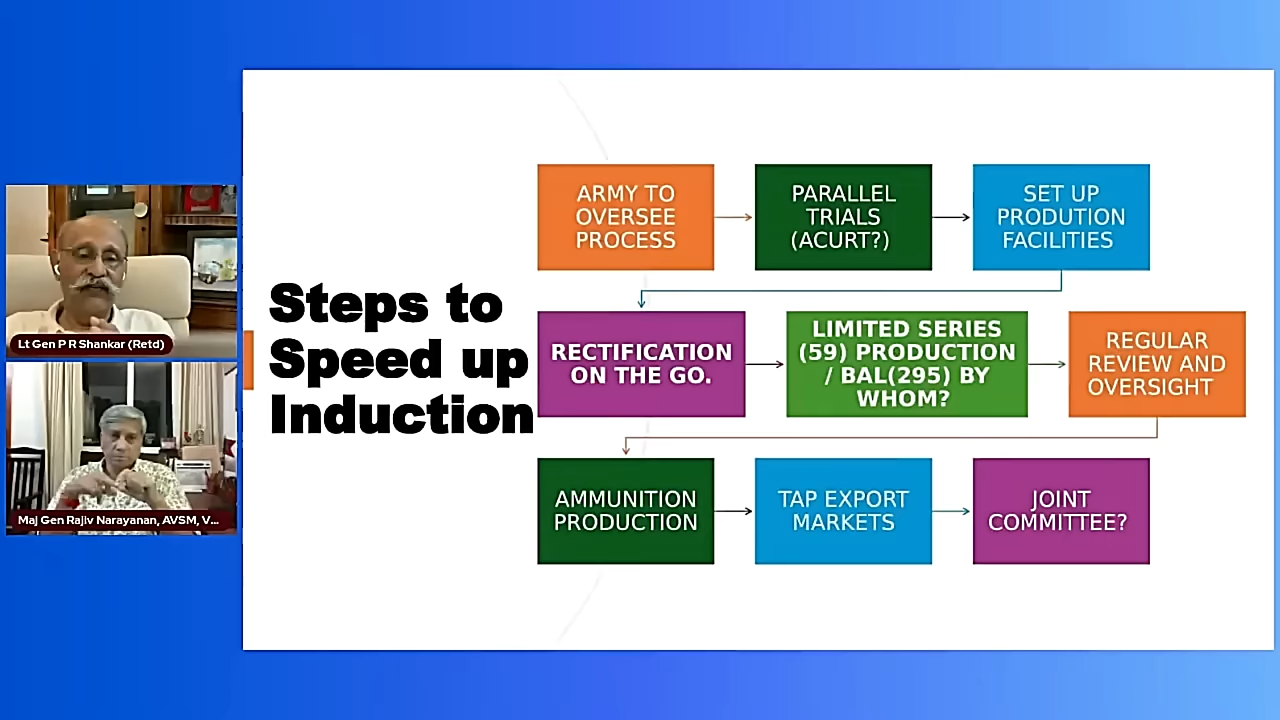 Steps to
Speed up
Induction
ARMY TO
OVERSEE
PROCESS
PARALLEL
TRIALS
(ACURT?)
SET UP
PRODUTION
FACILITIES
RECTIFICATION
ON THE GO.
LIMITED SERIES
(59) PRODUCTION
/ BAL(295) BY
WHOM?
REGULAR
REVIEW AND
OVERSIGHT
AMMUNITION
PRODUCTION
TAP EXPORT
MARKETS
JOINT
COMMITTEE?
Lt Gen P R Shankar (Retd)
Maj Gen Rajiv Narayanan, AVSM, V...